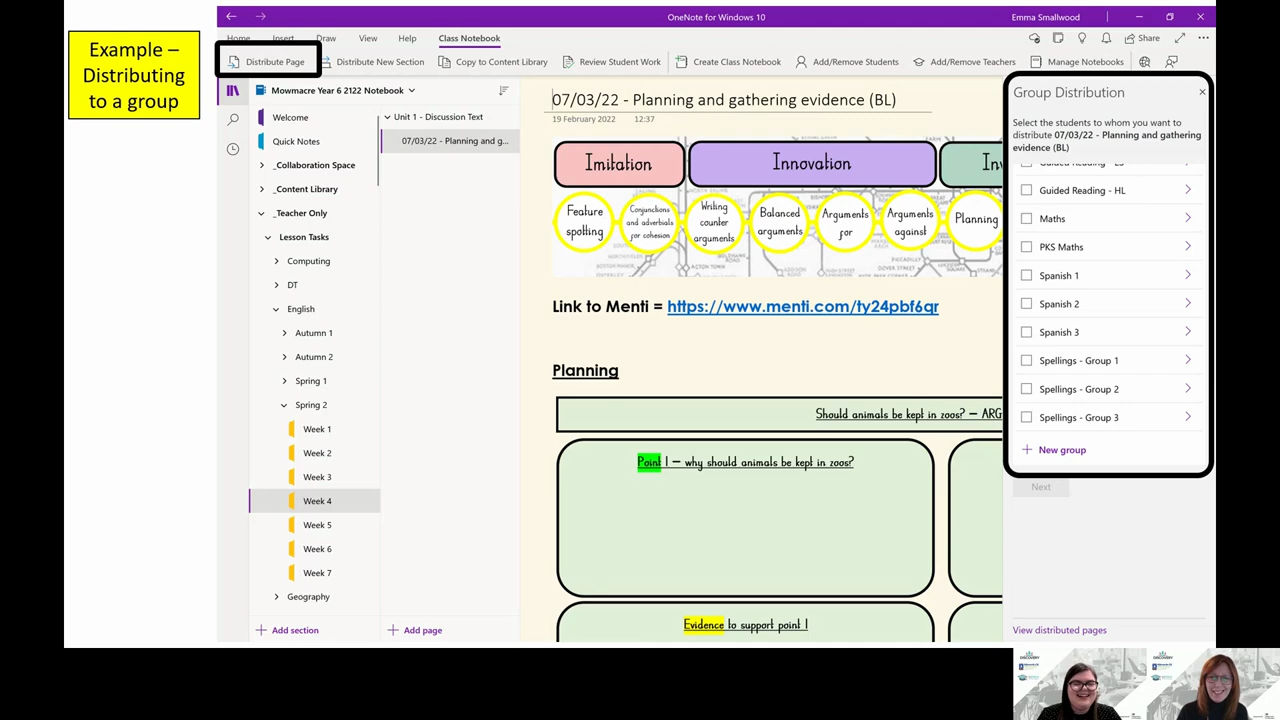 Example –
Distributing
to a group
OneNote for Windows 10
Emma Smallwood
Home Insert Draw View Help Class Notebook
Share
Distribute Page
Distribute New Section
Copy to Content Library
Review Student Work
Create Class Notebook
Add/Remove Students
Add/Remove Teachers
Manage Notebooks
Mowmacre Year 6 2122 Notebook
Welcome
Quick Notes
_Collaboration Space
_Content Library
_Teacher Only
Lesson Tasks
Computing
DT
English
Autumn 1
Autumn 2
Spring 1
Spring 2
Week 1
Week 2
Week 3
Week 4
Week 5
Week 6
Week 7
Geography
Add section
Unit 1 - Discussion Text
07/03/22 - Planning and g...
Add page
07/03/22 - Planning and gathering evidence (BL)
19 February 2022 12:37
Imitation
Innovation
Feature
spotting
Conjunctions
and adverbials
for cohesion
Writing
counter
arguments
Balanced
arguments
Arguments
for
Arguments
against
Planning
Link to Menti = https://www.menti.com/ty24pbf6qr
Planning
Should animals be kept in zoos? – ARG
Point 1 – why should animals be kept in zoos?
Evidence to support point 1
Group Distribution
Select the students to whom you want to
distribute 07/03/22 - Planning and gathering
evidence (BL)
Guided Reading - HL
Maths
PKS Maths
Spanish 1
Spanish 2
Spanish 3
Spellings - Group 1
Spellings - Group 2
Spellings - Group 3
New group
Next
View distributed pages